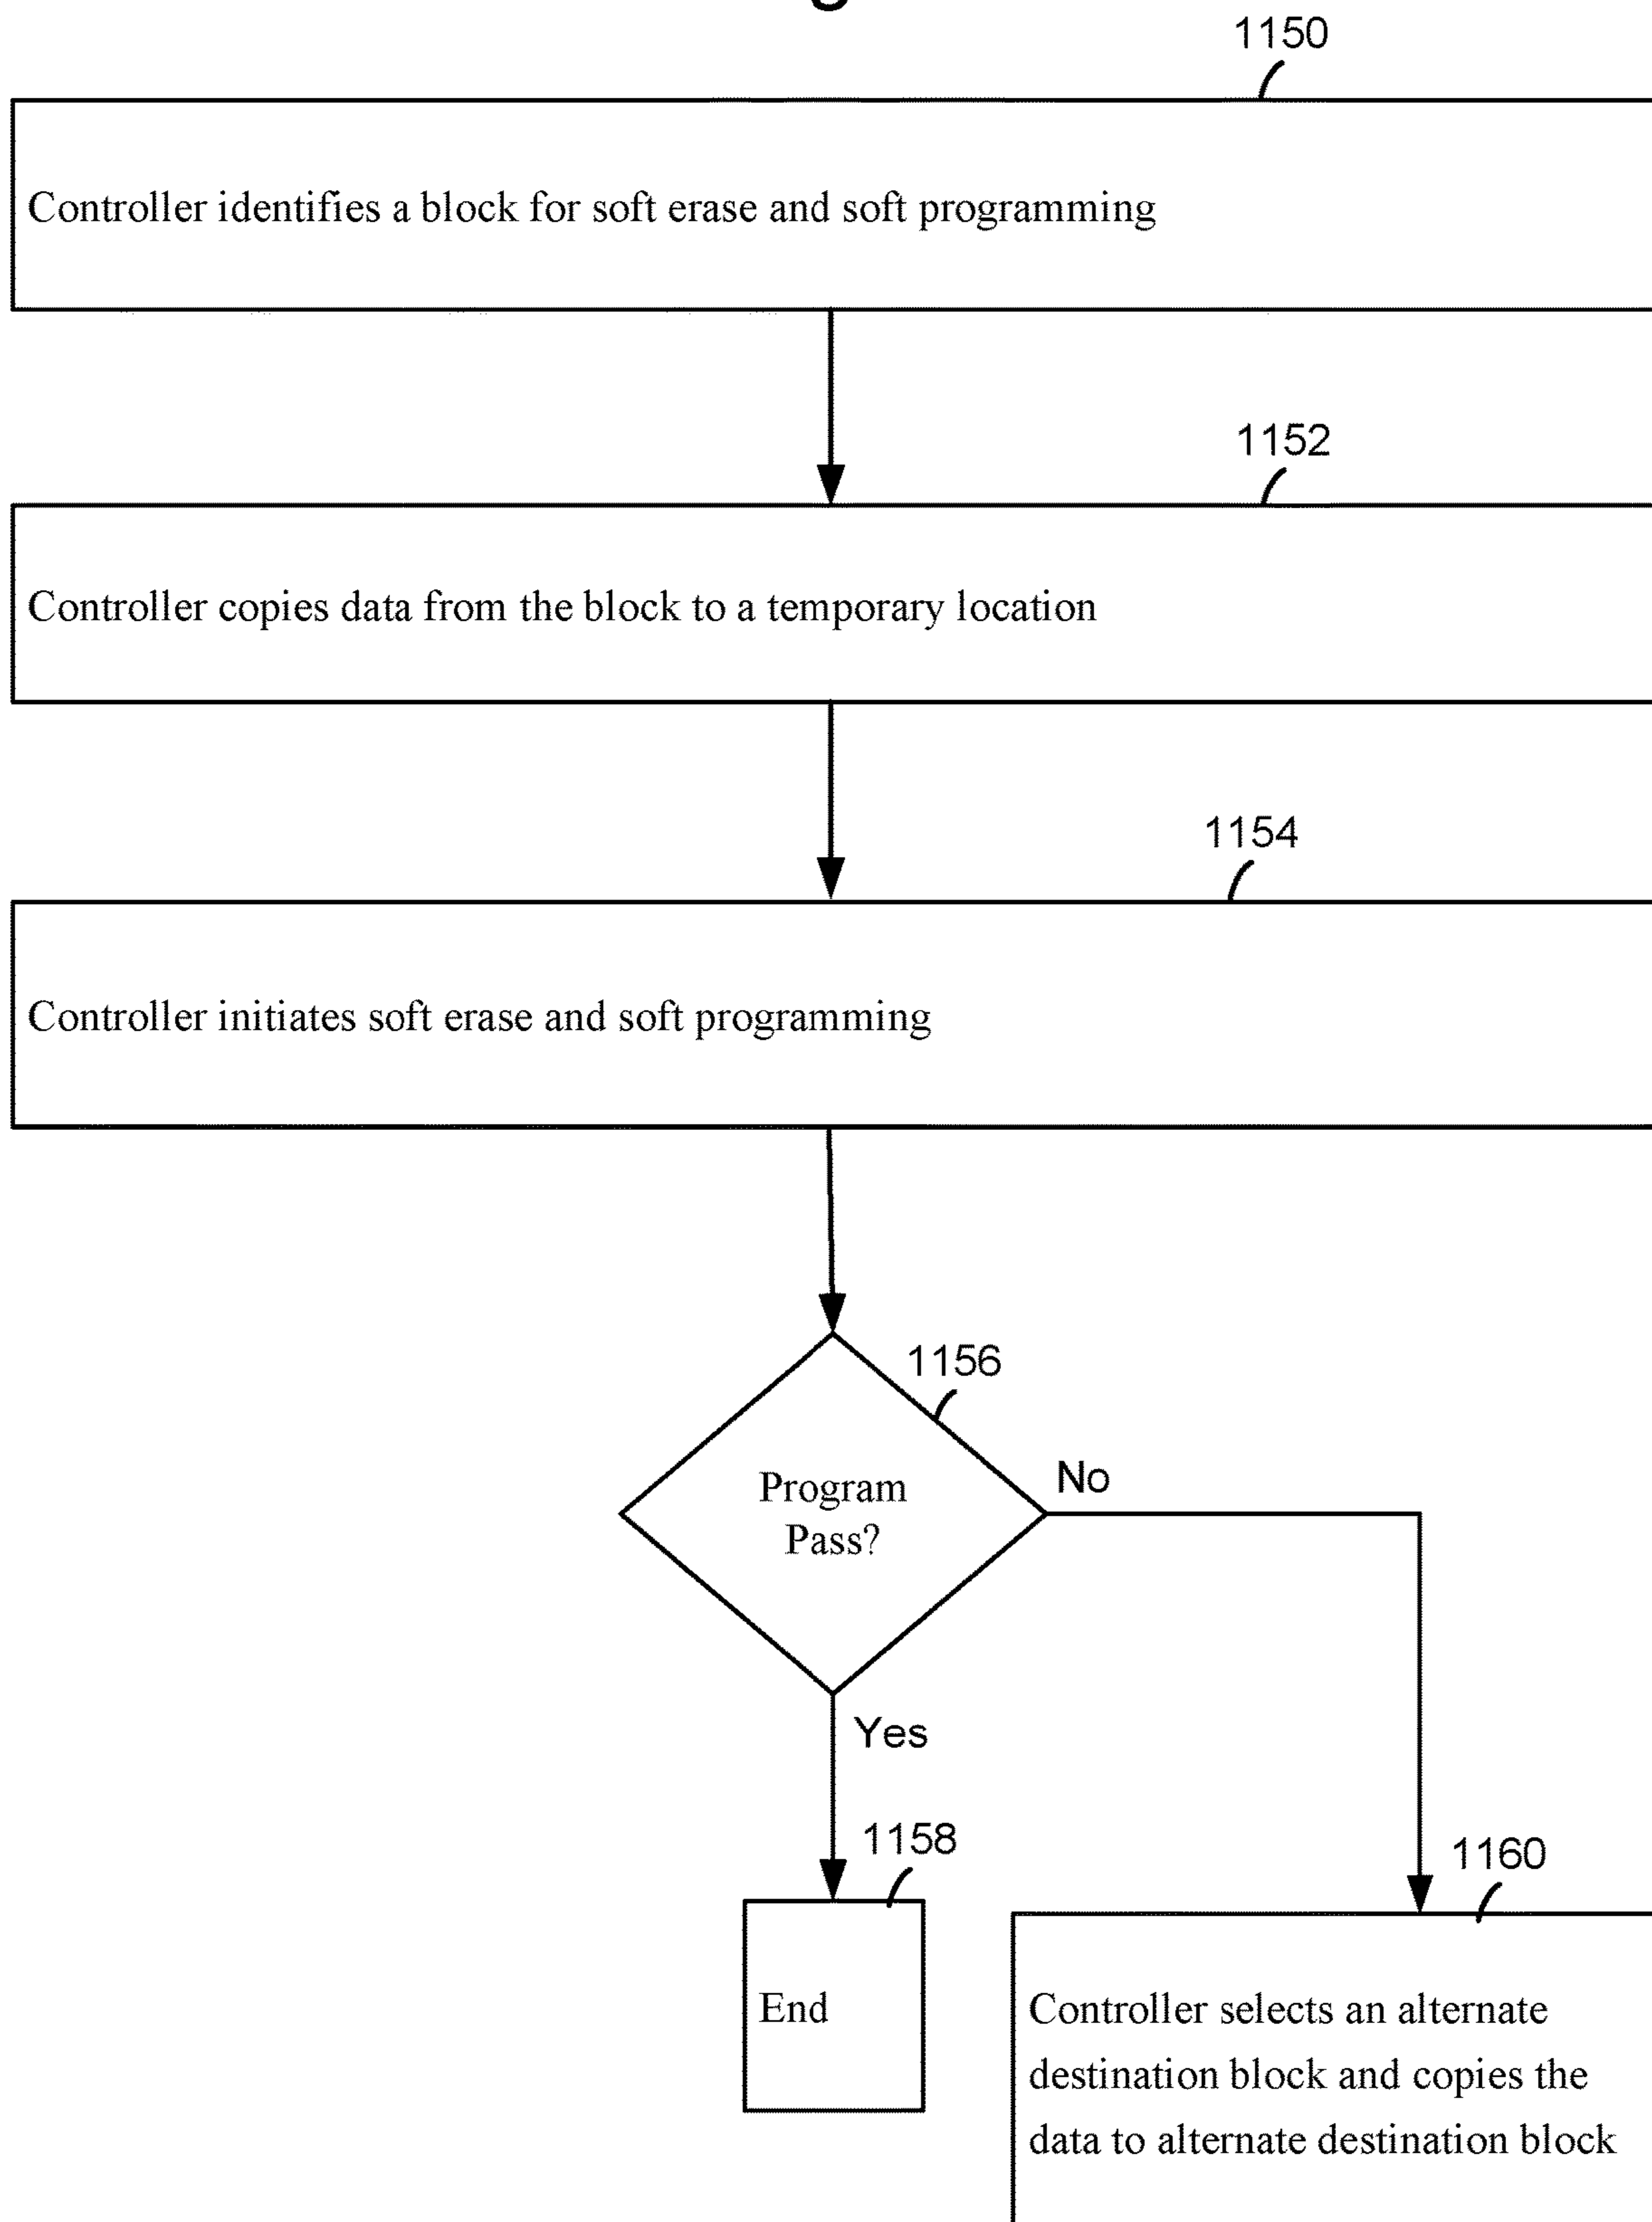 1150
Controller identifies a block for soft erase and soft programming
1152
Controller copies data from the block to a temporary location
1154
Controller initiates soft erase and soft programming
1156
Program
Pass?
No
Yes
1158
End
1160
Controller selects an alternate
destination block and copies the
data to alternate destination block